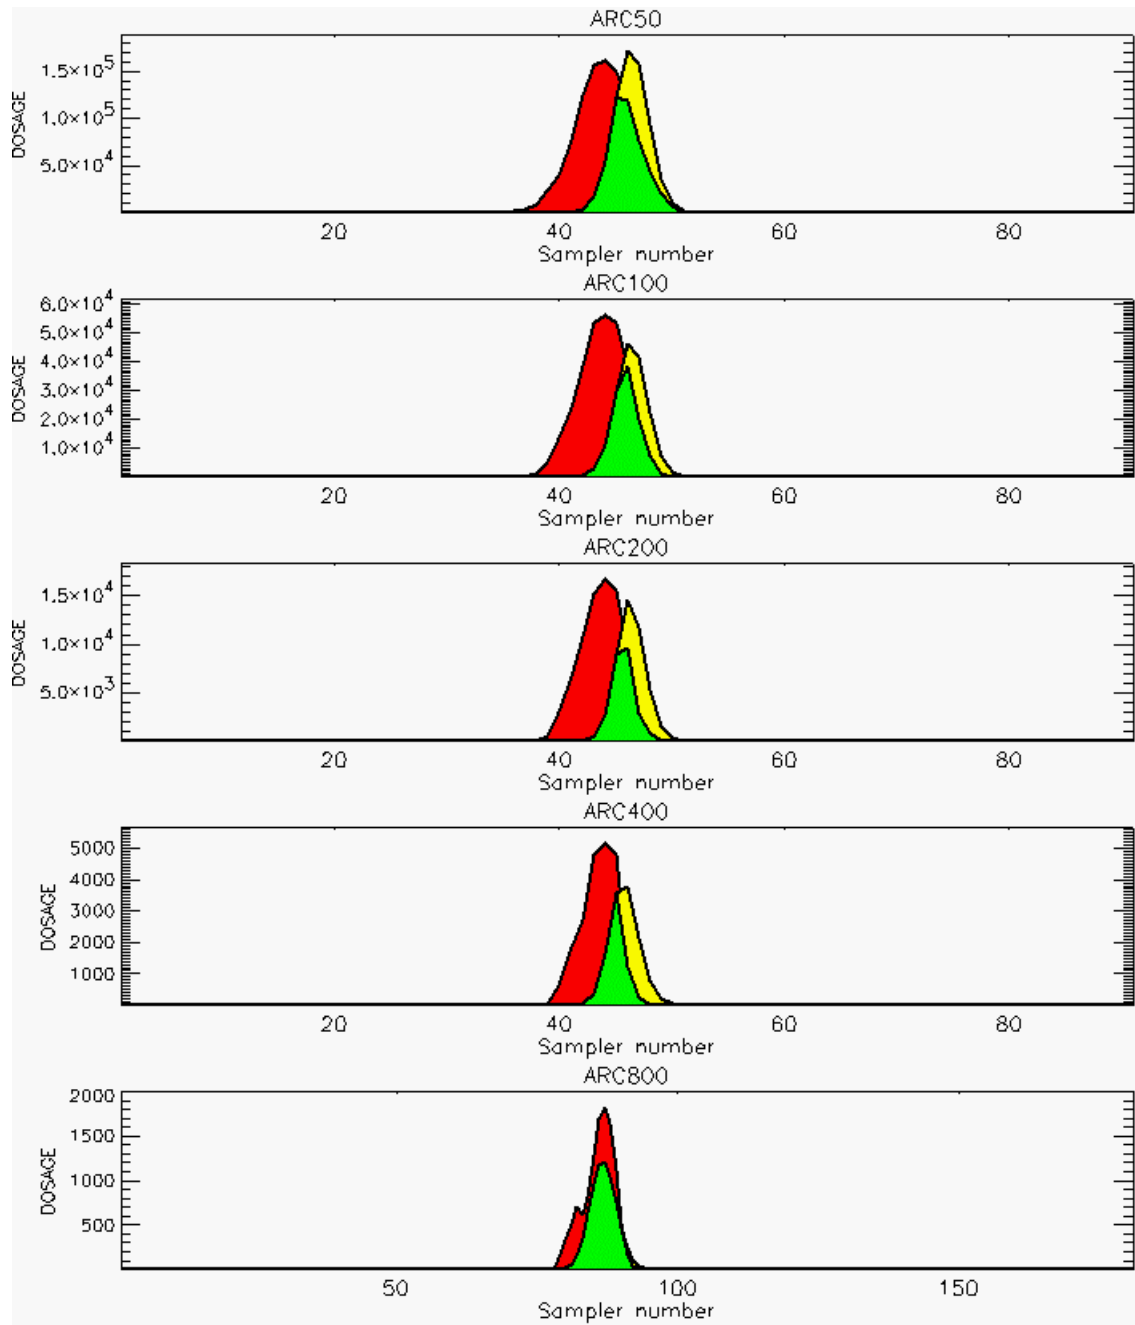 ARC50
1.5×10^5
1.0×10^5
5.0×10^4
DOSAGE
20 40 60 80
Sampler number
ARC100
6.0×10^4
5.0×10^4
4.0×10^4
3.0×10^4
2.0×10^4
1.0×10^4
DOSAGE
20 40 60 80
Sampler number
ARC200
1.5×10^4
1.0×10^4
5.0×10^3
DOSAGE
20 40 60 80
Sampler number
ARC400
5000
4000
3000
2000
1000
DOSAGE
20 40 60 80
Sampler number
ARC800
2000
1500
1000
500
DOSAGE
50 100 150
Sampler number